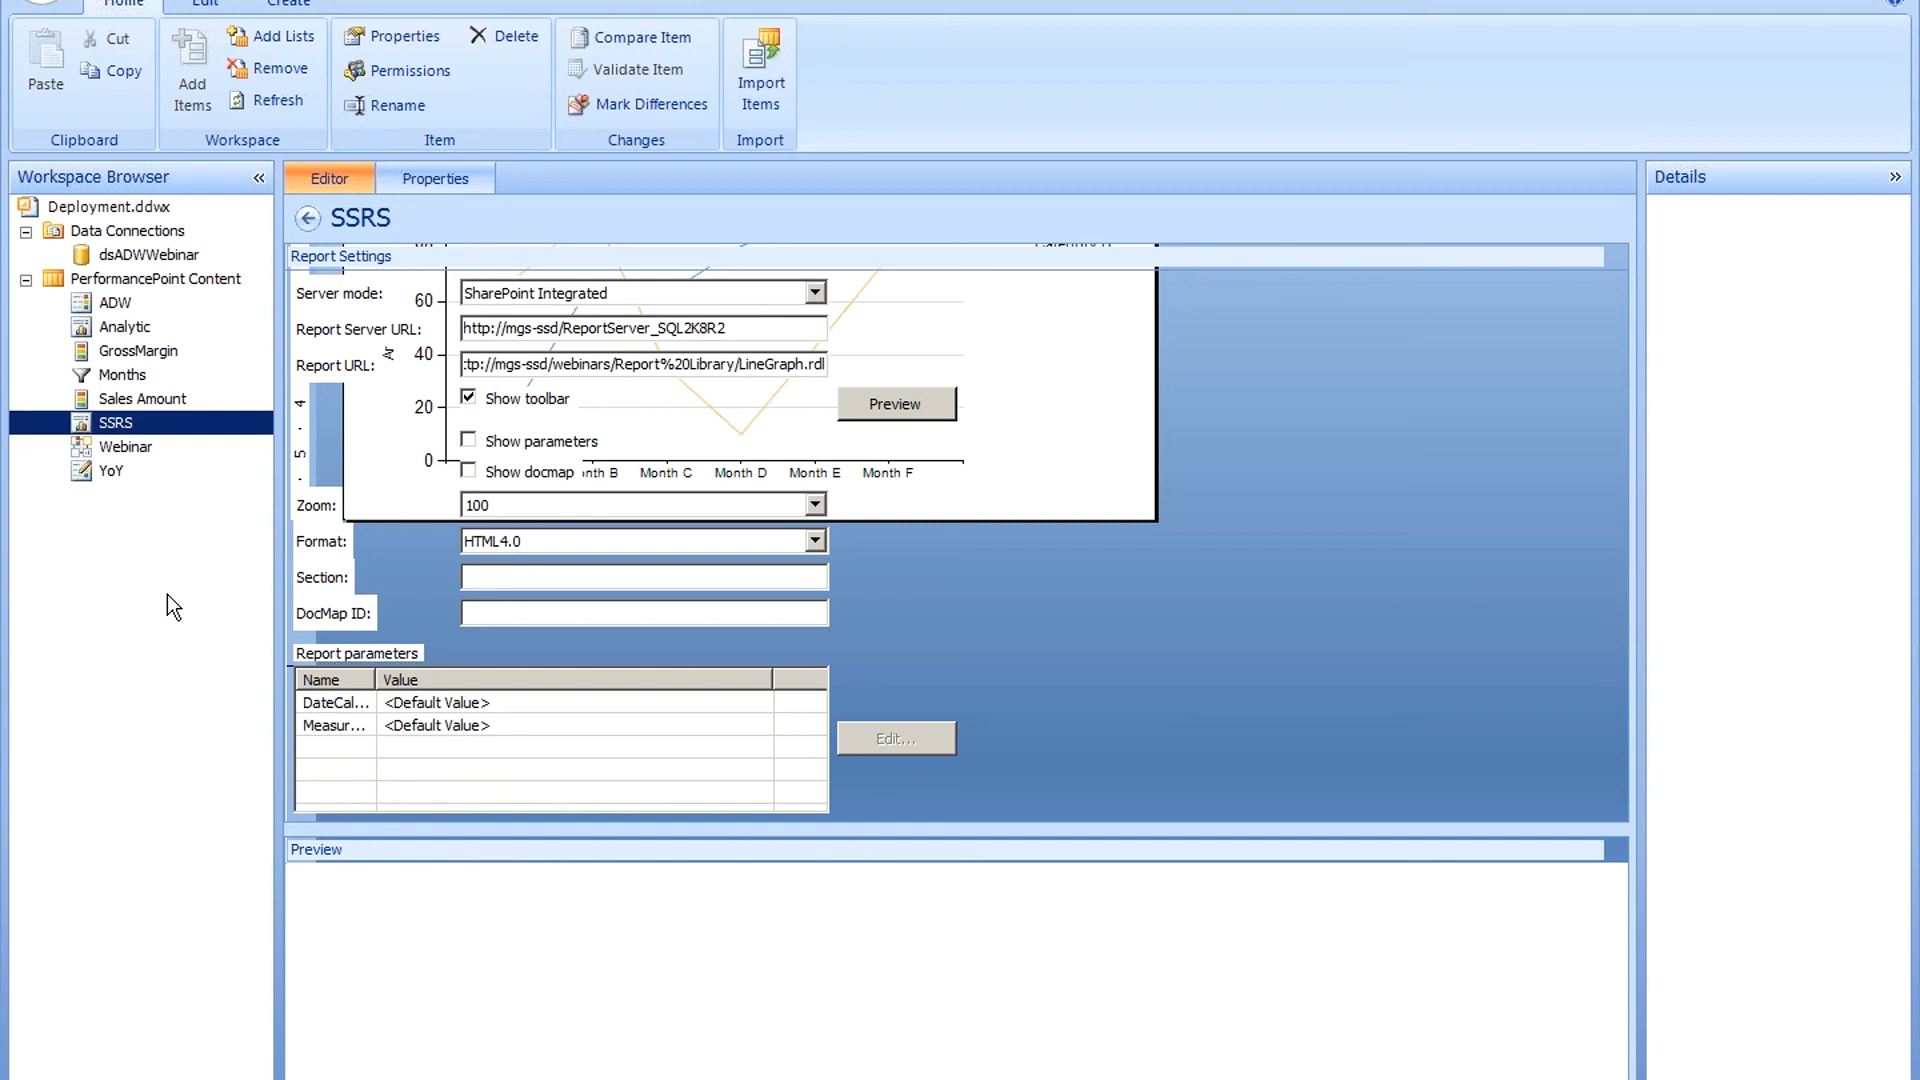 Home Edit Create
Paste
Cut
Copy
Clipboard
Add Items
Add Lists
Remove
Refresh
Workspace
Properties
Delete
Permissions
Rename
Item
Compare Item
Validate Item
Mark Differences
Changes
Import Items
Import
Workspace Browser «
Deployment.ddwx
Data Connections
dsADWWebinar
PerformancePoint Content
ADW
Analytic
GrossMargin
Months
Sales Amount
SSRS
Webinar
YoY
Editor Properties
SSRS
Report Settings
Server mode: SharePoint Integrated
Report Server URL: http://mgs-ssd/ReportServer_SQL2K8R2
Report URL: :tp://mgs-ssd/webinars/Report%20Library/LineGraph.rdl
Show toolbar
Preview
Show parameters
Show docmap
60
40
20
0
Month C Month D Month E Month F
Zoom: 100
Format: HTML4.0
Section:
DocMap ID:
Report parameters
Name Value
DateCal... <Default Value>
Measur... <Default Value>
Edit...
Preview
Details »